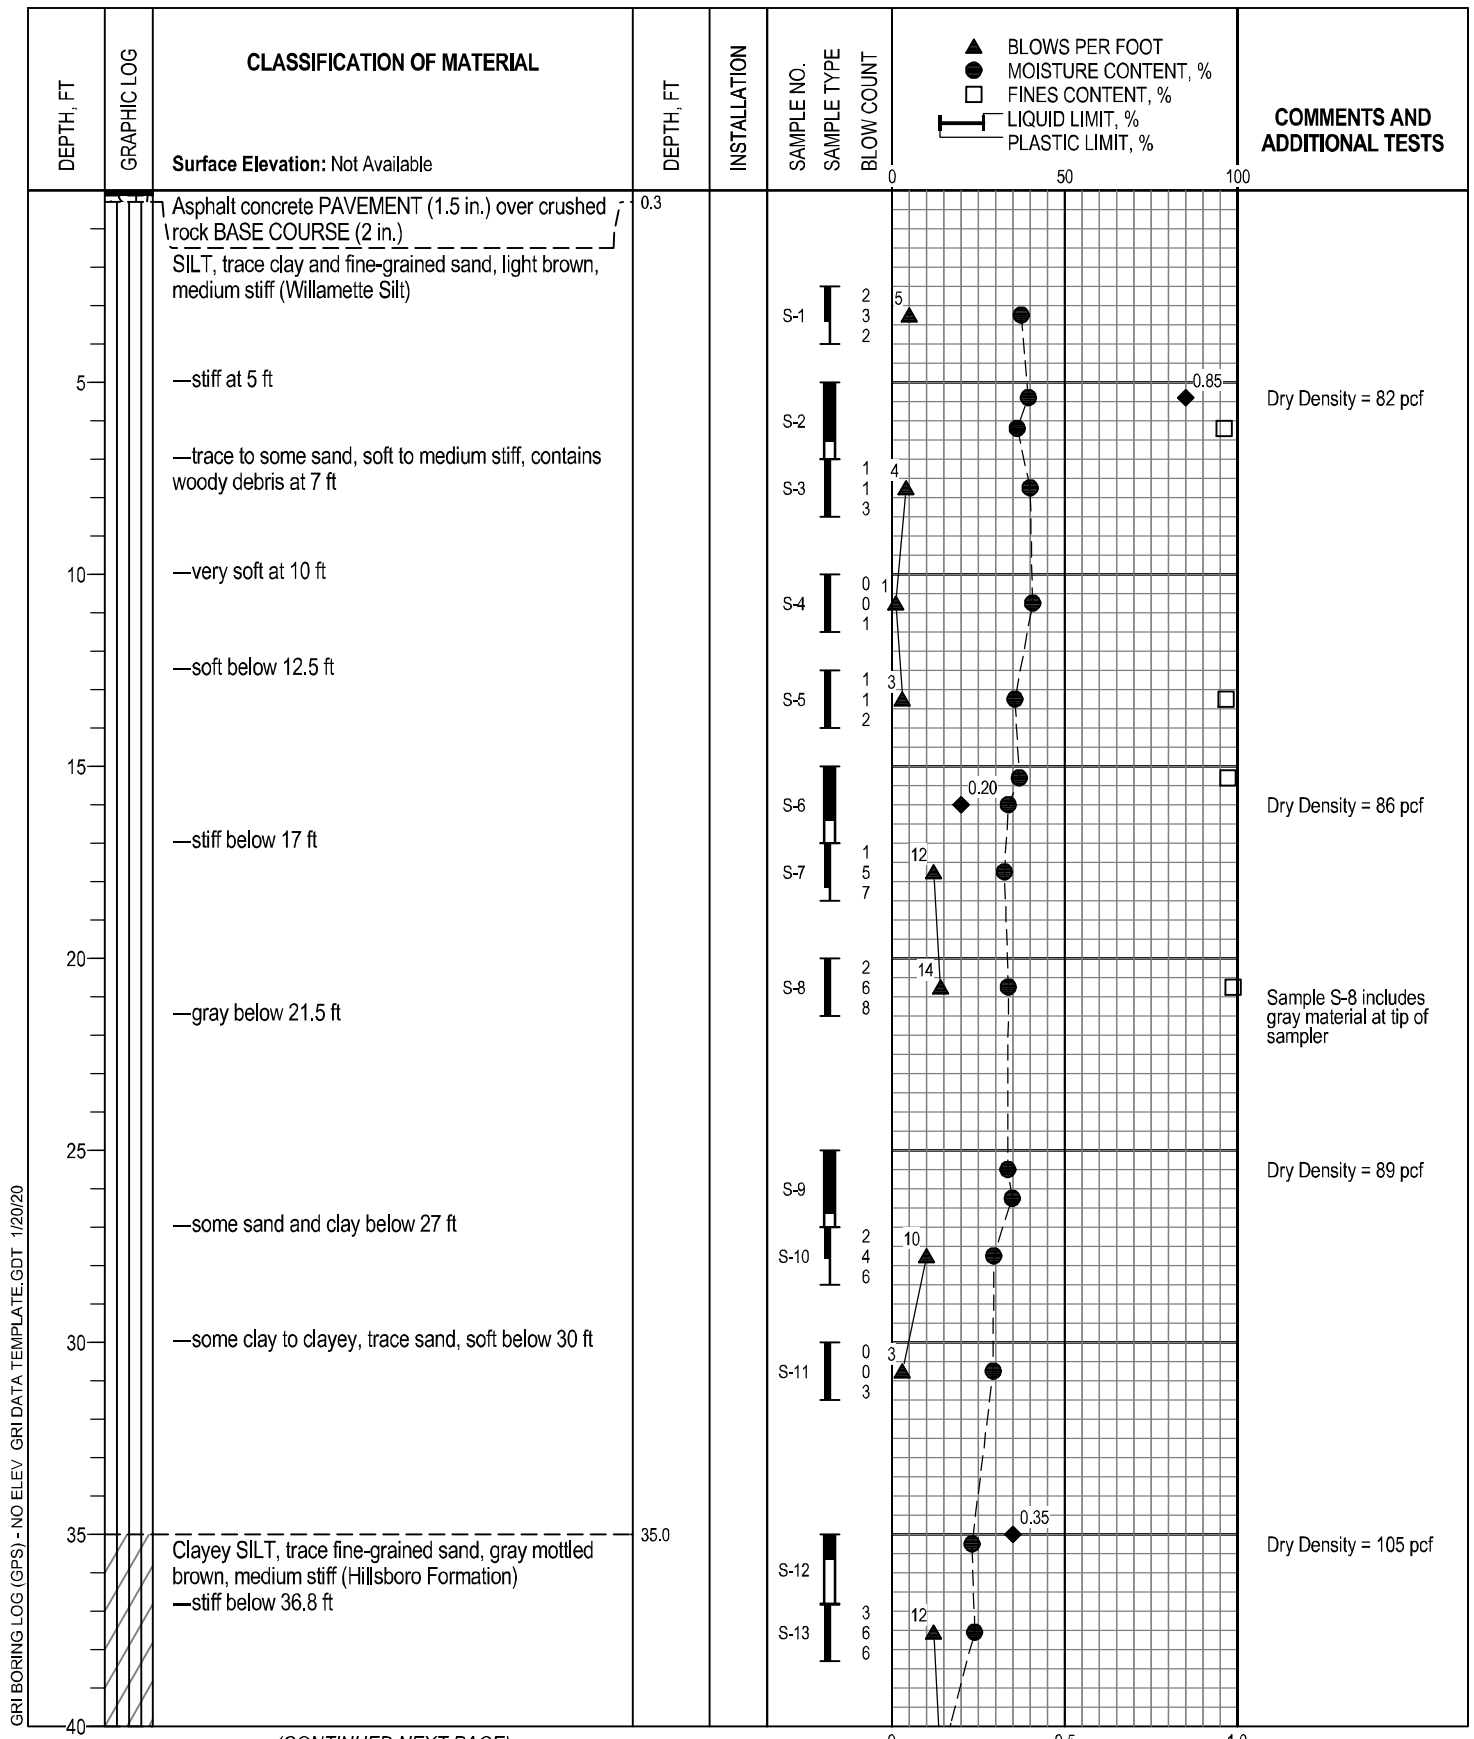 DEPTH, FT
GRAPHIC LOG
CLASSIFICATION OF MATERIAL
Surface Elevation: Not Available
DEPTH, FT
INSTALLATION
SAMPLE NO.
SAMPLE TYPE
BLOW COUNT
BLOWS PER FOOT
MOISTURE CONTENT, %
FINES CONTENT, %
LIQUID LIMIT, %
PLASTIC LIMIT, %
0 50 100
COMMENTS AND
ADDITIONAL TESTS
Asphalt concrete PAVEMENT (1.5 in.) over crushed
rock BASE COURSE (2 in.)
0.3
SILT, trace clay and fine-grained sand, light brown,
medium stiff (Willamette Silt)
S-1
2
3
2
5
5
—stiff at 5 ft
S-2
0.85
Dry Density = 82 pcf
—trace to some sand, soft to medium stiff, contains
woody debris at 7 ft
S-3
1
1
3
4
10
—very soft at 10 ft
S-4
0
0
1
1
—soft below 12.5 ft
S-5
1
1
2
3
15
S-6
0.20
Dry Density = 86 pcf
—stiff below 17 ft
S-7
1
5
7
12
20
S-8
2
6
8
14
—gray below 21.5 ft
Sample S-8 includes
gray material at tip of
sampler
25
S-9
Dry Density = 89 pcf
—some sand and clay below 27 ft
S-10
2
4
6
10
30
—some clay to clayey, trace sand, soft below 30 ft
S-11
0
0
3
3
35
35.0
Clayey SILT, trace fine-grained sand, gray mottled
brown, medium stiff (Hillsboro Formation)
—stiff below 36.8 ft
S-12
0.35
Dry Density = 105 pcf
S-13
3
6
6
12
40
(CONTINUED NEXT PAGE)
0 0.5 1.0
GRI BORING LOG (GPS) - NO ELEV GRI DATA TEMPLATE.GDT 1/20/20